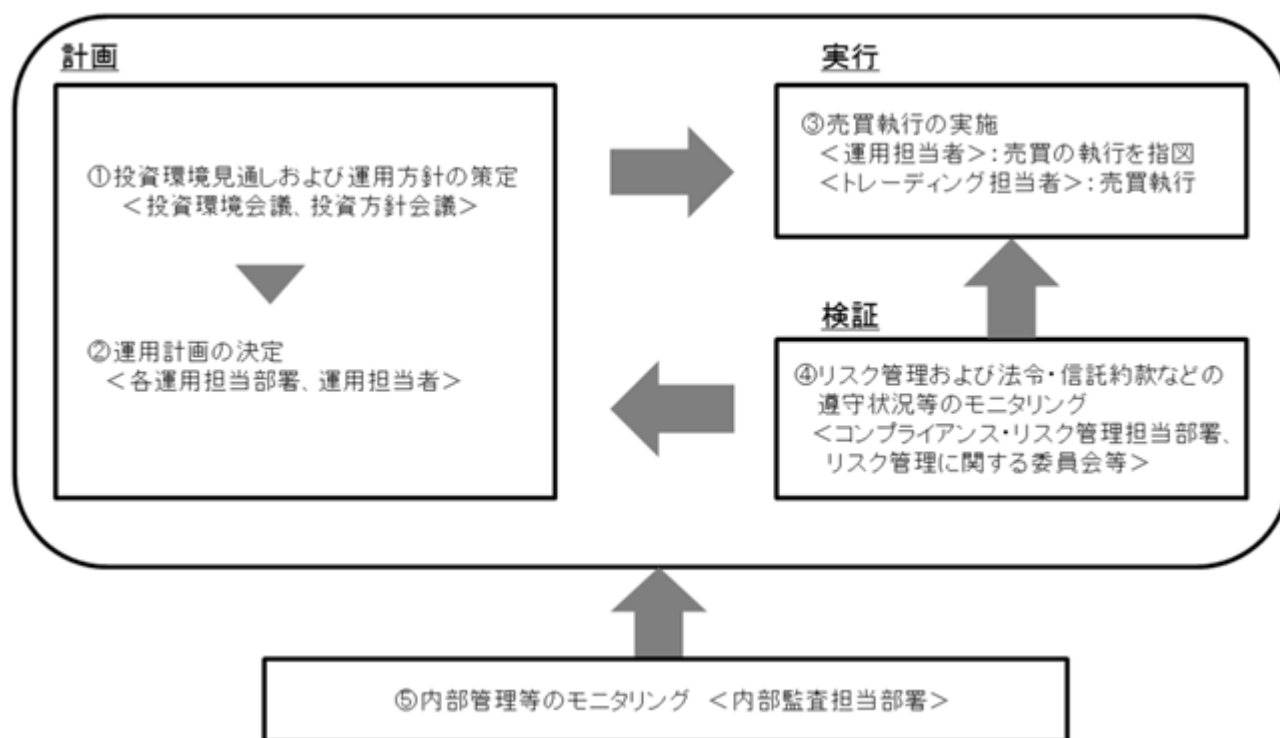 計画
①投資環境見通しおよび運用方針の策定
＜投資環境会議、投資方針会議＞
②運用計画の決定
＜各運用担当部署、運用担当者＞
実行
③売買執行の実施
＜運用担当者＞：売買の執行を指図
＜トレーディング担当者＞：売買執行
検証
④リスク管理および法令・信託約款などの
遵守状況等のモニタリング
＜コンプライアンス・リスク管理担当部署、
リスク管理に関する委員会等＞
⑤内部管理等のモニタリング ＜内部監査担当部署＞